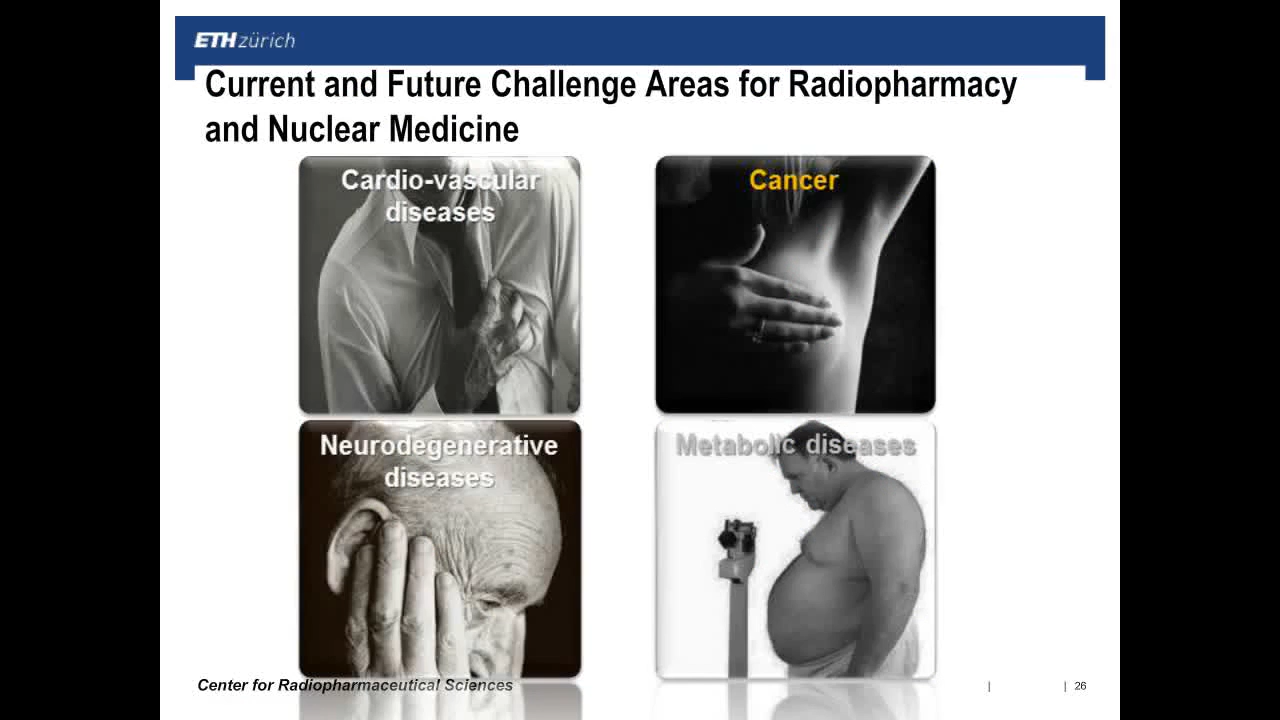 ETH zürich
Current and Future Challenge Areas for Radiopharmacy
and Nuclear Medicine
Cardio-vascular
diseases
Cancer
Neurodegenerative
diseases
Metabolic diseases
Center for Radiopharmaceutical Sciences
| | 26